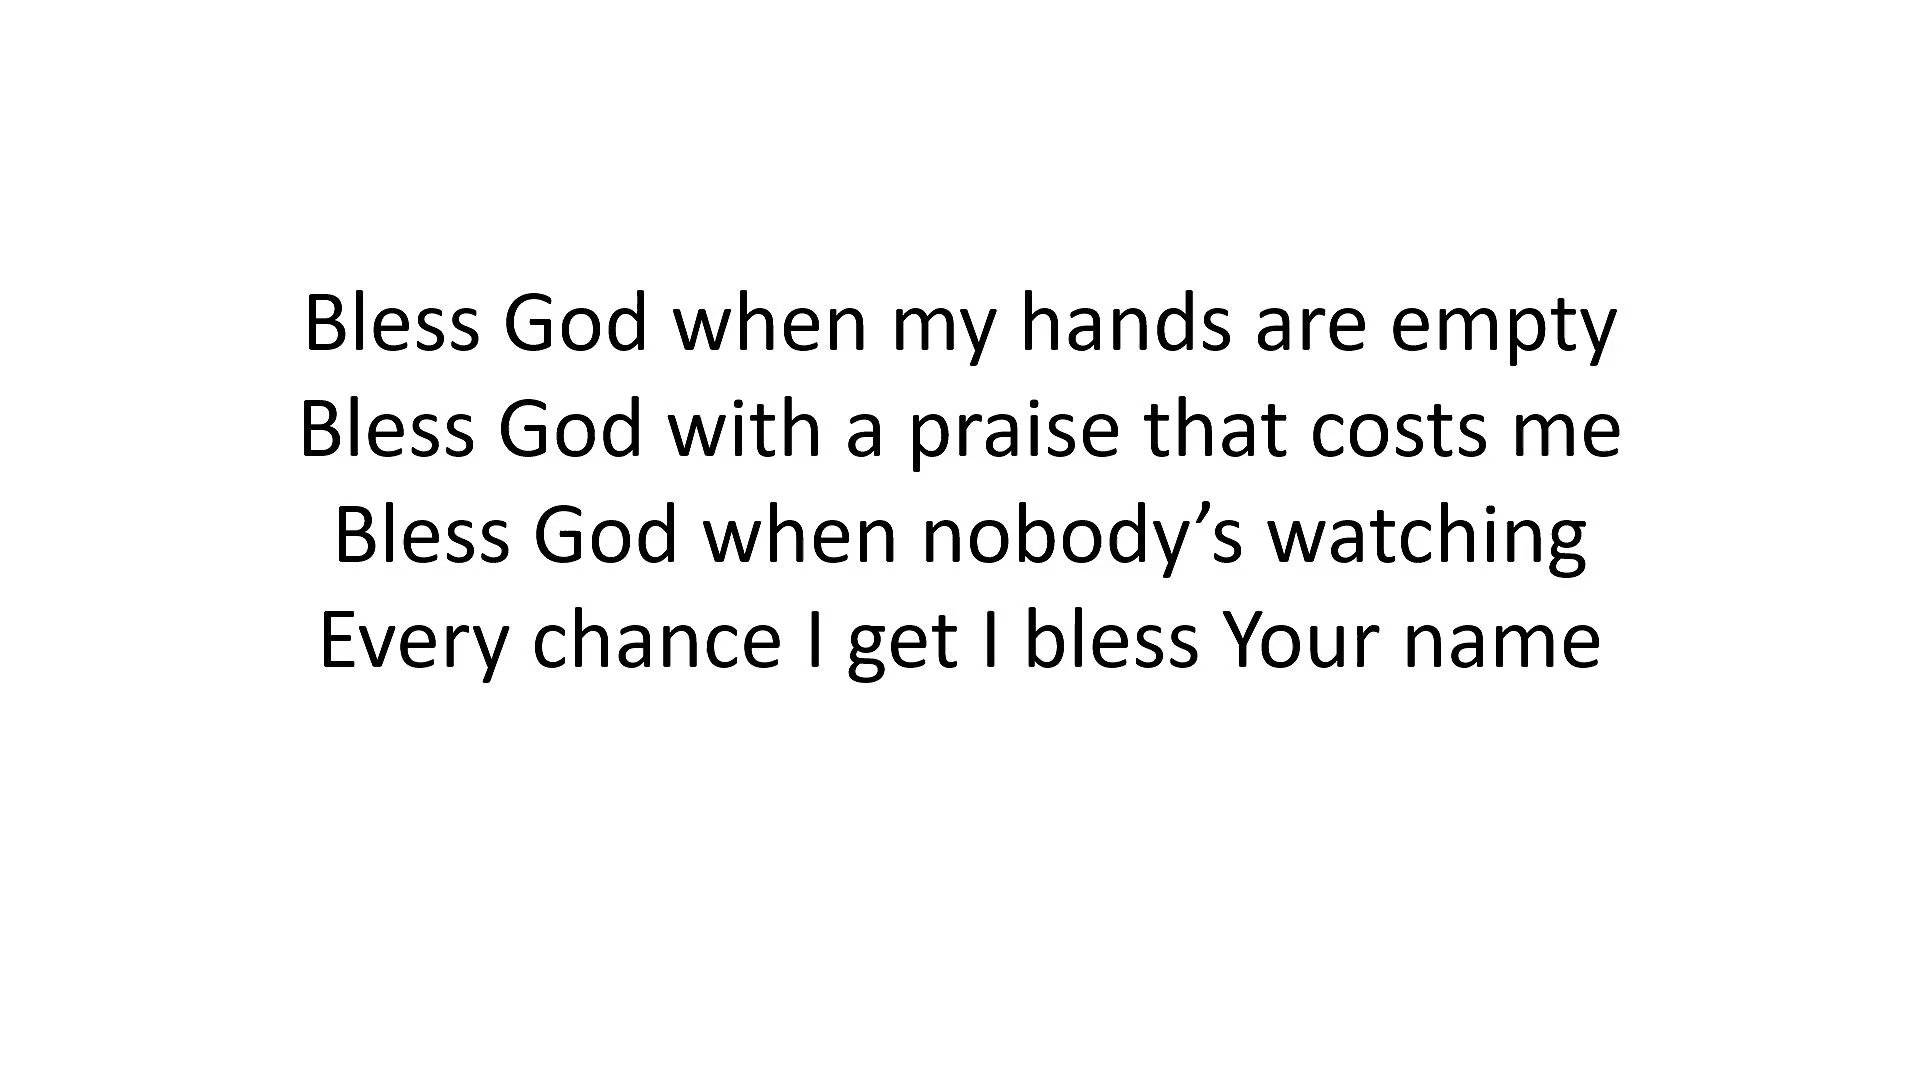 Bless God when my hands are empty
Bless God with a praise that costs me
Bless God when nobody’s watching
Every chance I get I bless Your name